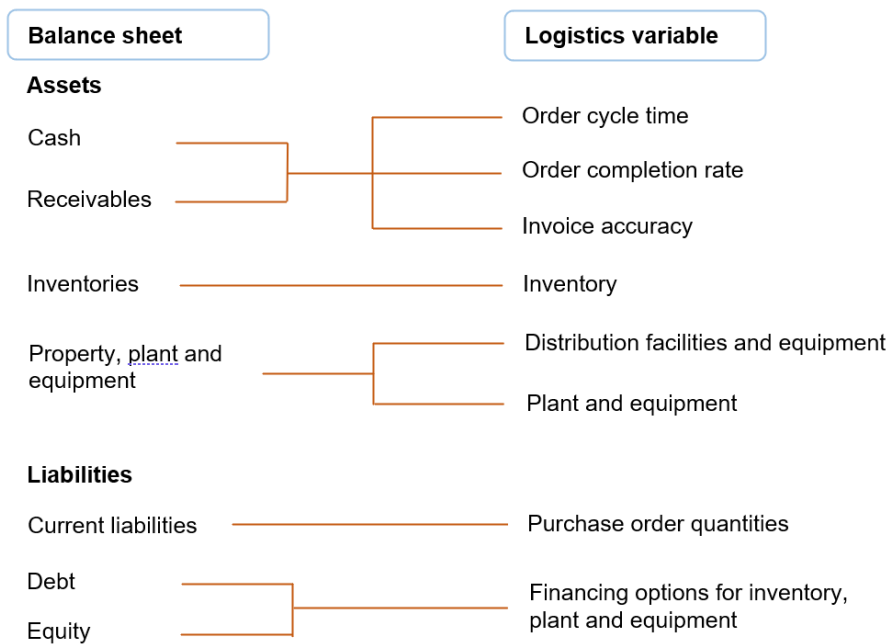 Balance sheet
Logistics variable
Assets
Cash
Receivables
Order cycle time
Order completion rate
Invoice accuracy
Inventories
Inventory
Property, plant and
equipment
Distribution facilities and equipment
Plant and equipment
Liabilities
Current liabilities
Purchase order quantities
Debt
Equity
Financing options for inventory,
plant and equipment